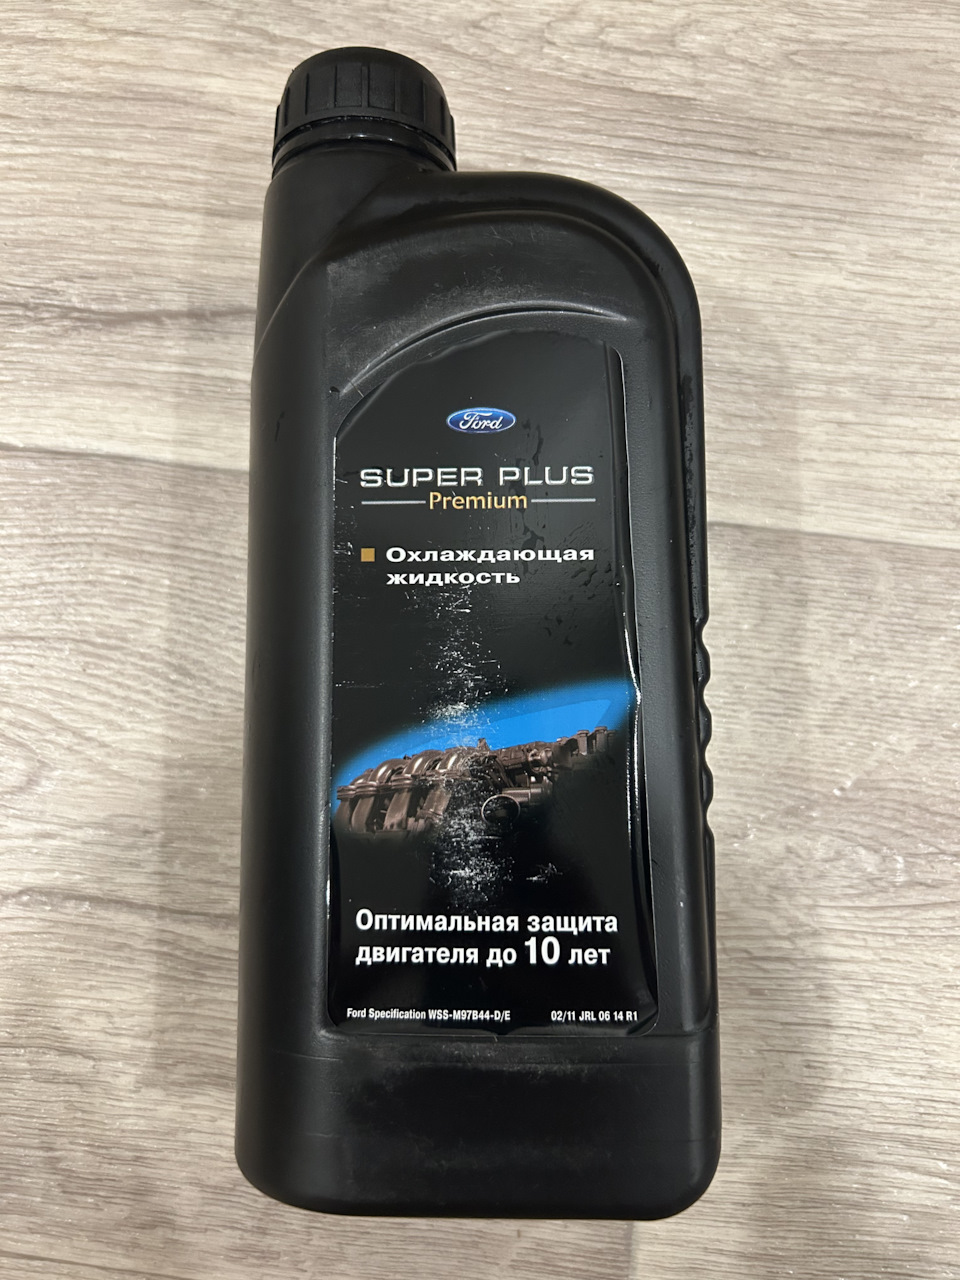 Ford
SUPER PLUS
Premium
Охлаждающая
жидкость
Оптимальная защита
двигателя до 10 лет
Ford Specification WSS-M97B44-D/E 02/11 JRL 06 14 R1